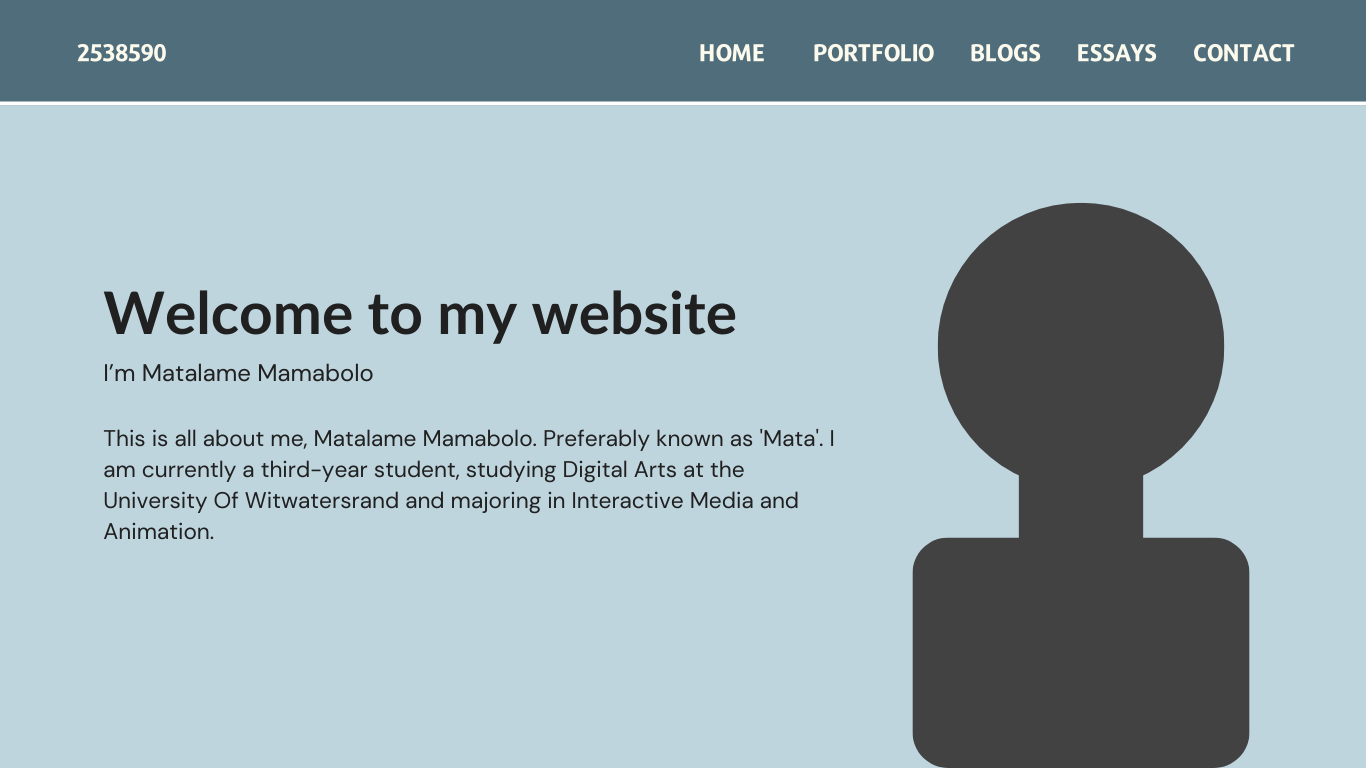 2538590
HOME PORTFOLIO BLOGS ESSAYS CONTACT
Welcome to my website
I’m Matalame Mamabolo
This is all about me, Matalame Mamabolo. Preferably known as 'Mata'. I
am currently a third-year student, studying Digital Arts at the
University Of Witwatersrand and majoring in Interactive Media and
Animation.